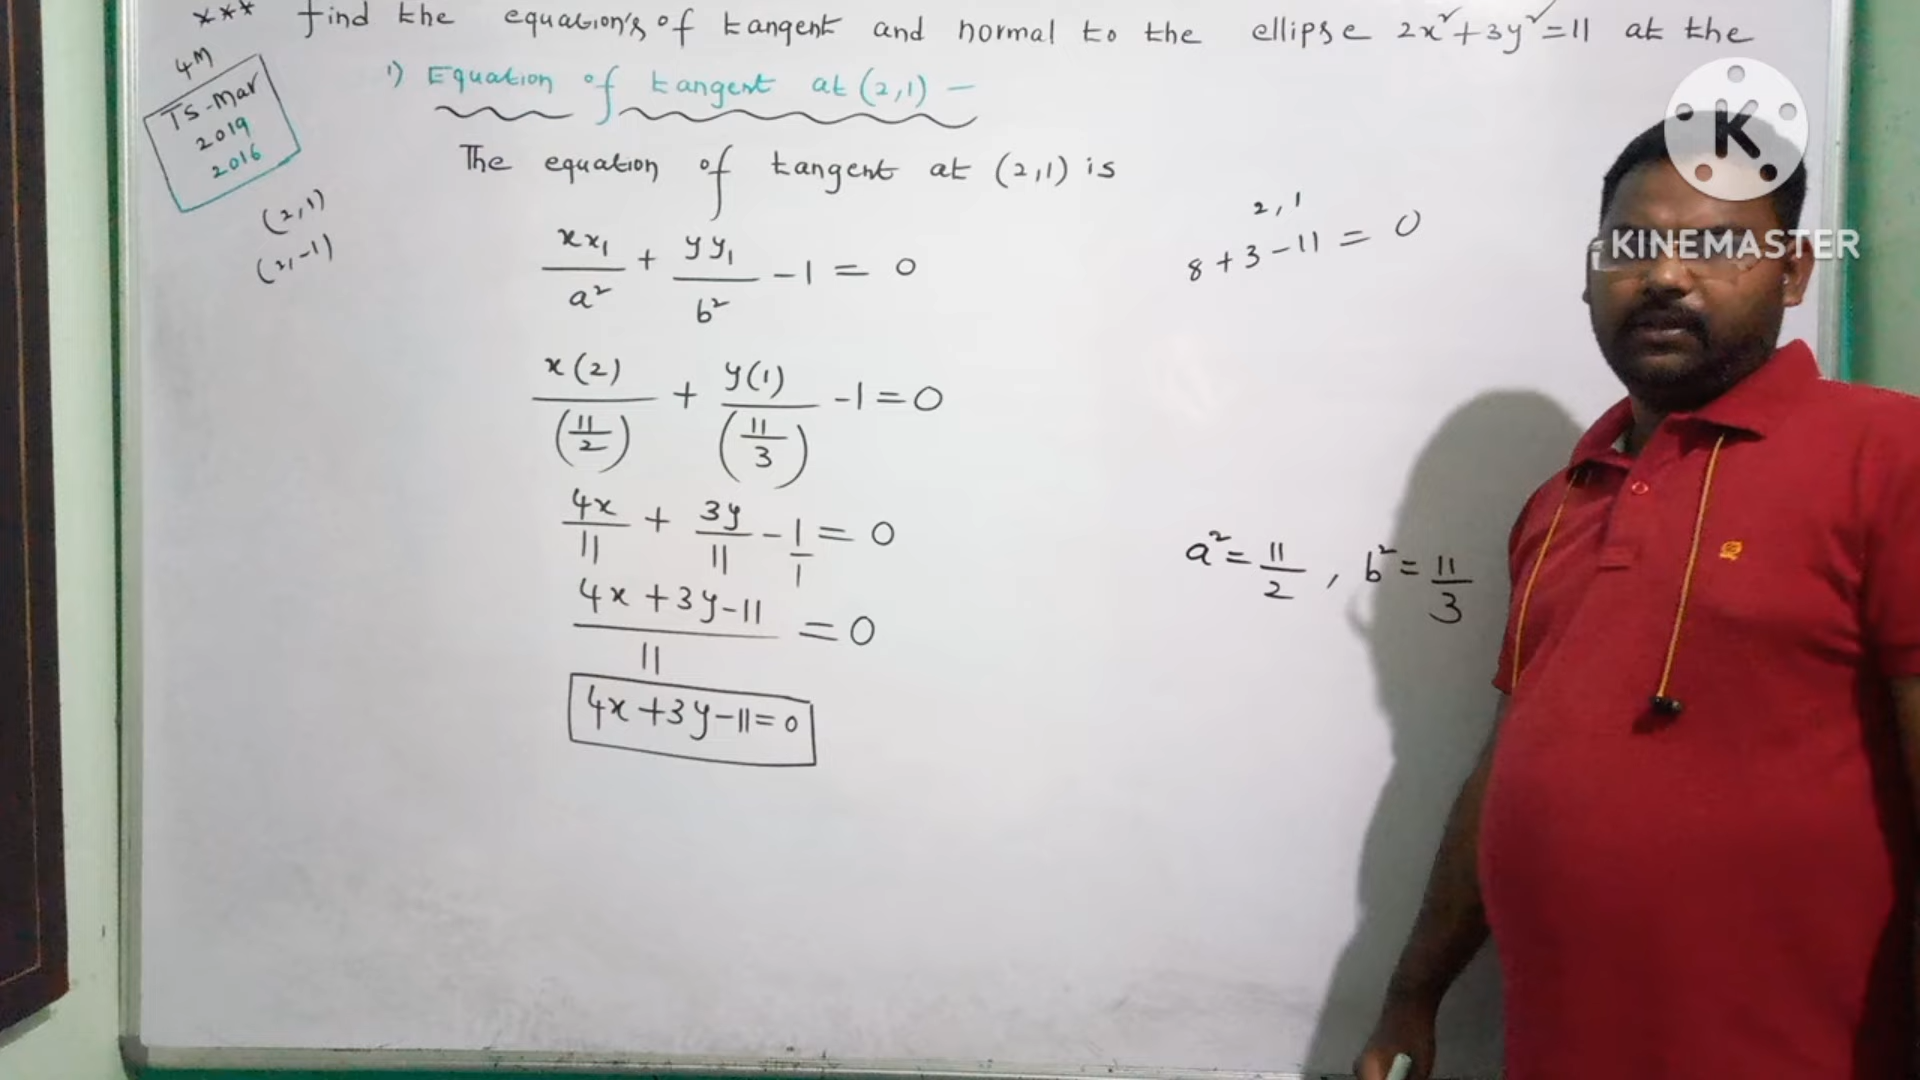 *** find the equation's of tangent and normal to the ellipse 2x²+3y²=11 at the
4M
TS-Mar
2019
2016
(2,1)
(2,-1)
1) Equation of tangent at (2,1) -
The equation of tangent at (2,1) is
xx₁/a² + yy₁/b² - 1 = 0
x(2)/(11/2) + y(1)/(11/3) - 1 = 0
4x/11 + 3y/11 - 1/1 = 0
4x + 3y - 11/11 = 0
4x + 3y - 11 = 0
2, 1
8 + 3 - 11 = 0
a² = 11/2 , b² = 11/3
K
KINEMASTER